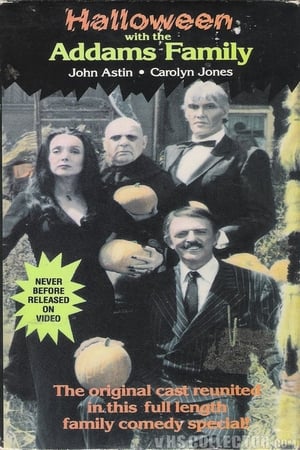 Halloween
with the
Addams Family
John Astin • Carolyn Jones
NEVER
BEFORE
RELEASED
ON
VIDEO
The original cast reunited
in this full length
family comedy special!
VHSCOLLECTOR.COM